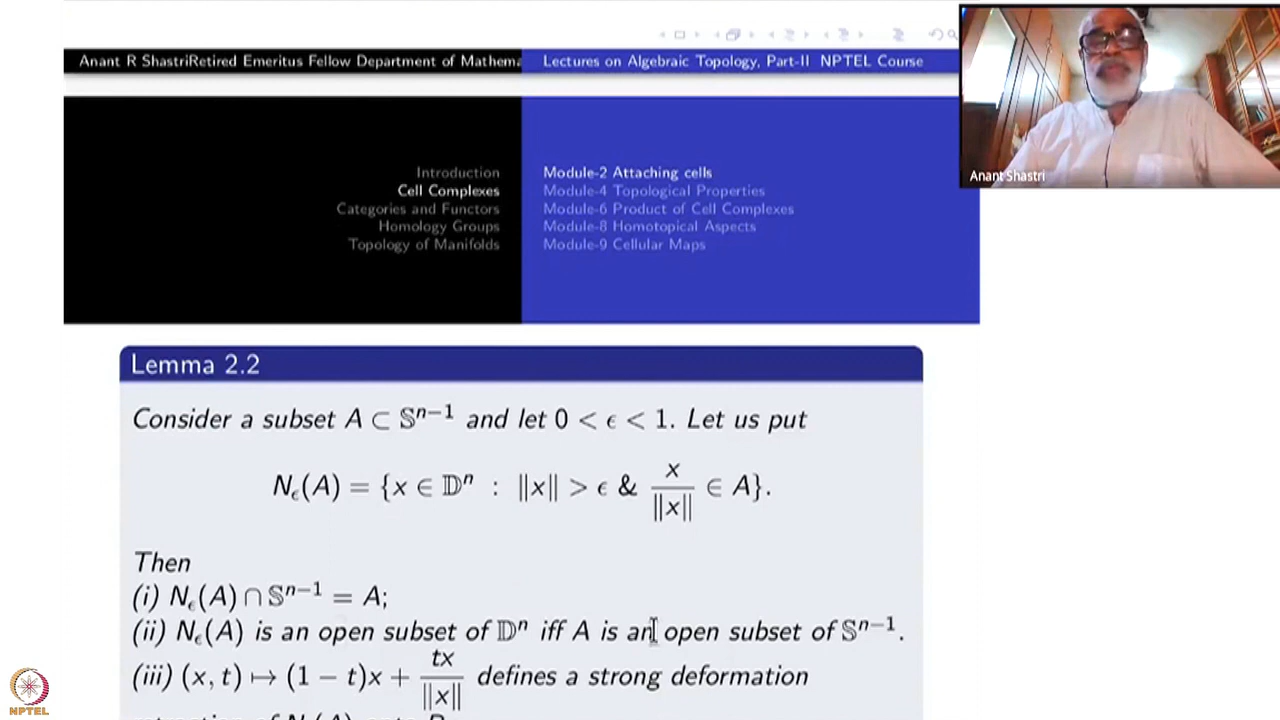 Anant R ShastriRetired Emeritus Fellow Department of Mathema
Lectures on Algebraic Topology, Part-II NPTEL Course
Introduction
Cell Complexes
Categories and Functors
Homology Groups
Topology of Manifolds
Module-2 Attaching cells
Module-4 Topological Properties
Module-6 Product of Cell Complexes
Module-8 Homotopical Aspects
Module-9 Cellular Maps
Anant Shastri
Lemma 2.2
Consider a subset A ⊂ 𝕊ⁿ⁻¹ and let 0 < ϵ < 1. Let us put
N_ϵ(A) = {x ∈ 𝔻ⁿ : ‖x‖ > ϵ & x/‖x‖ ∈ A}.
Then
(i) N_ϵ(A) ∩ 𝕊ⁿ⁻¹ = A;
(ii) N_ϵ(A) is an open subset of 𝔻ⁿ iff A is an open subset of 𝕊ⁿ⁻¹.
(iii) (x, t) ↦ (1 − t)x + tx/‖x‖ defines a strong deformation
NPTEL